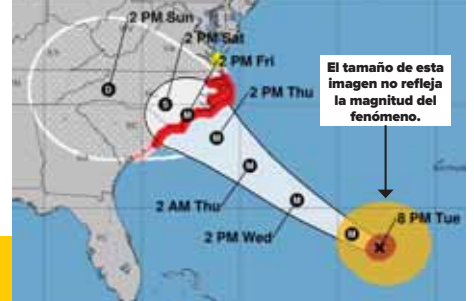 2 PM Sun
2 PM Sat
2 PM Fri
El tamaño de esta
imagen no refleja
la magnitud del
fenómeno.
2 PM Thu
D
S
M
M
M
2 AM Thu
M
2 PM Wed
M
8 PM Tue